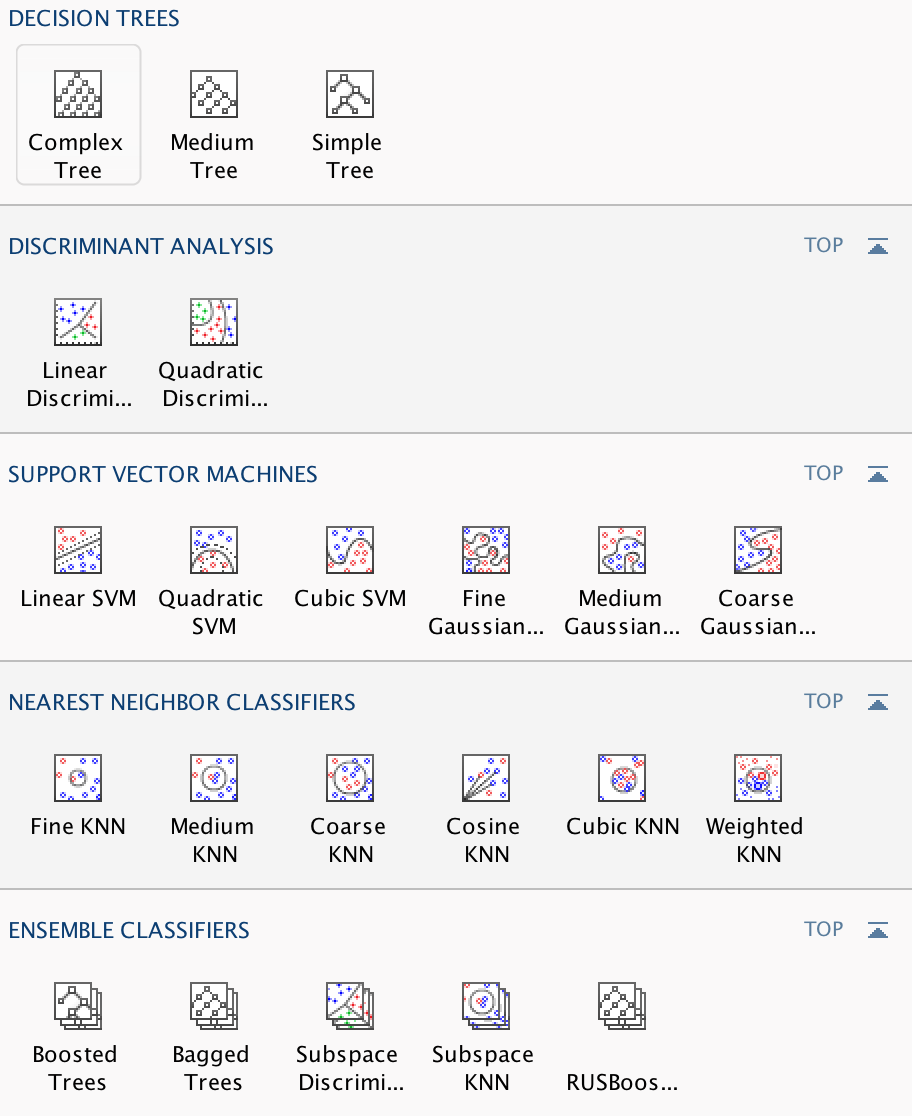 DECISION TREES
Complex Medium Simple
Tree Tree Tree
DISCRIMINANT ANALYSIS TOP
Linear Quadratic
Discrimi... Discrimi...
SUPPORT VECTOR MACHINES TOP
Linear SVM Quadratic Cubic SVM Fine Medium Coarse
SVM Gaussian... Gaussian... Gaussian...
NEAREST NEIGHBOR CLASSIFIERS TOP
Fine KNN Medium Coarse Cosine Cubic KNN Weighted
KNN KNN KNN KNN
ENSEMBLE CLASSIFIERS TOP
Boosted Bagged Subspace Subspace
Trees Trees Discrimi... KNN RUSBoos...